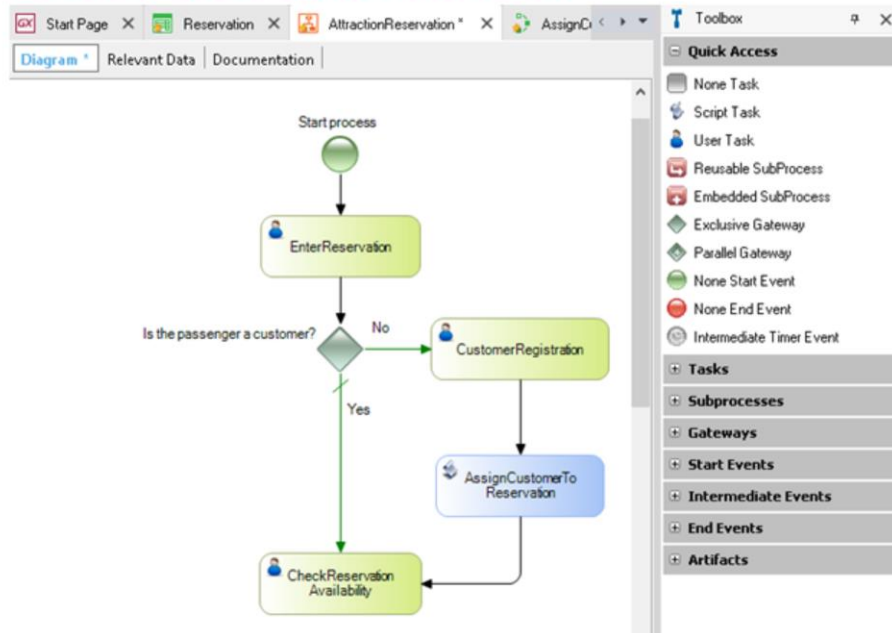 GX Start Page X Reservation X AttractionReservation * X AssignC
Diagram * Relevant Data Documentation
Start process
EnterReservation
Is the passenger a customer?
No
CustomerRegistration
Yes
AssignCustomerTo
Reservation
CheckReservation
Availability
Toolbox
Quick Access
None Task
Script Task
User Task
Reusable SubProcess
Embedded SubProcess
Exclusive Gateway
Parallel Gateway
None Start Event
None End Event
Intermediate Timer Event
Tasks
Subprocesses
Gateways
Start Events
Intermediate Events
End Events
Artifacts